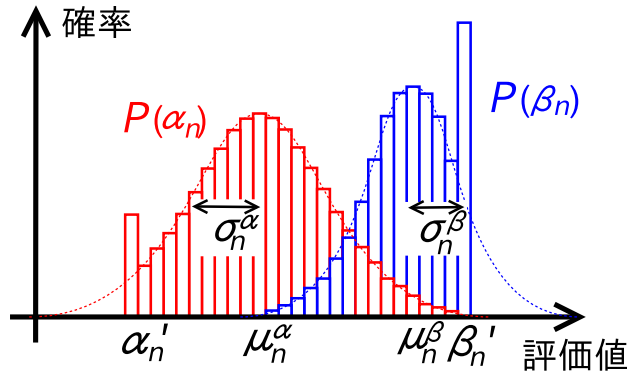 確率
P(αn)
P(βn)
σnα
σnβ
αn'
μnα
μnβ
βn'
評価値